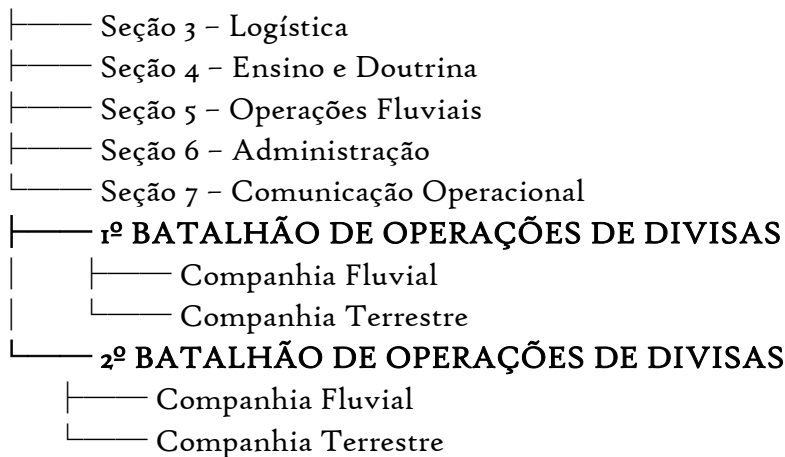 ├─── Seção 3 – Logística
├─── Seção 4 – Ensino e Doutrina
├─── Seção 5 – Operações Fluviais
├─── Seção 6 – Administração
└─── Seção 7 – Comunicação Operacional
├─── 1º BATALHÃO DE OPERAÇÕES DE DIVISAS
│ ├─── Companhia Fluvial
│ └─── Companhia Terrestre
└─── 2º BATALHÃO DE OPERAÇÕES DE DIVISAS
├─── Companhia Fluvial
└─── Companhia Terrestre